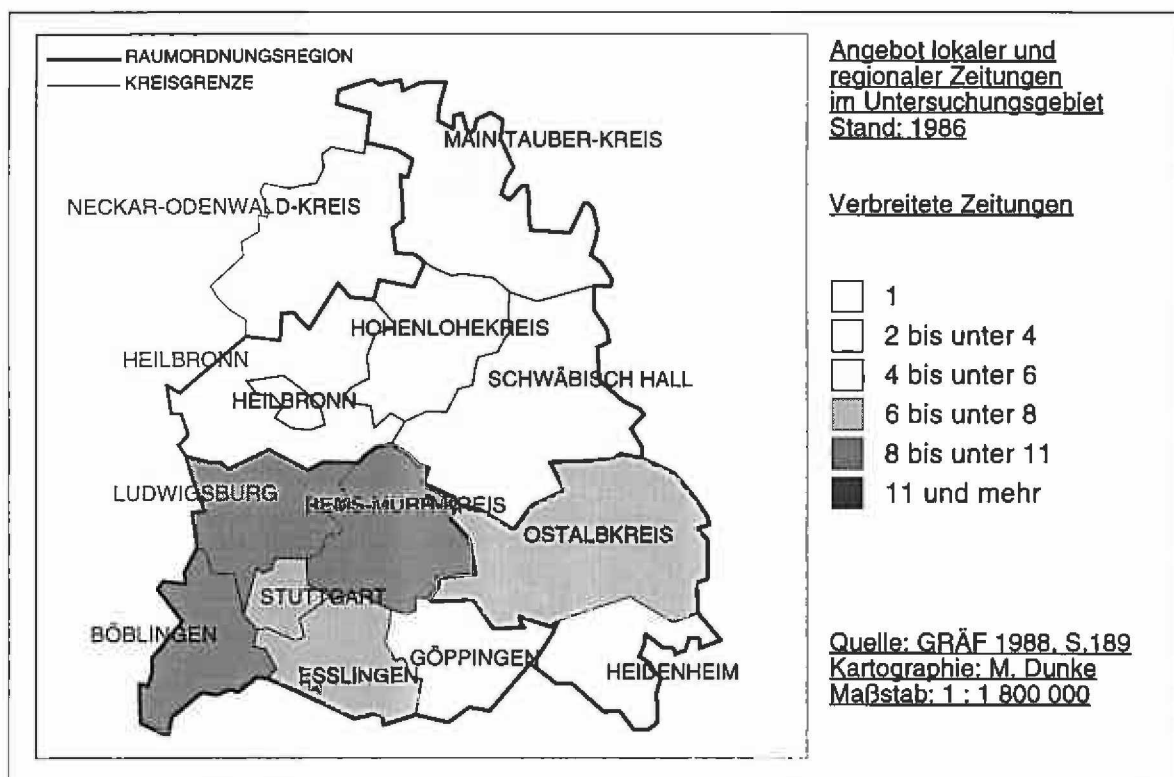 RAUMORDNUNGSREGION
KREISGRENZE
MAIN-TAUBER-KREIS
NECKAR-ODENWALD-KREIS
HOHENLOHEKREIS
HEILBRONN
SCHWÄBISCH HALL
HEILBRONN
LUDWIGSBURG
REMS-MURR-KREIS
OSTALBKREIS
STUTTGART
BÖBLINGEN
GÖPPINGEN
ESSLINGEN
HEIDENHEIM
Angebot lokaler und
regionaler Zeitungen
im Untersuchungsgebiet
Stand: 1986
Verbreitete Zeitungen
1
2 bis unter 4
4 bis unter 6
6 bis unter 8
8 bis unter 11
11 und mehr
Quelle: GRÄF 1988, S.189
Kartographie: M. Dunke
Maßstab: 1 : 1 800 000